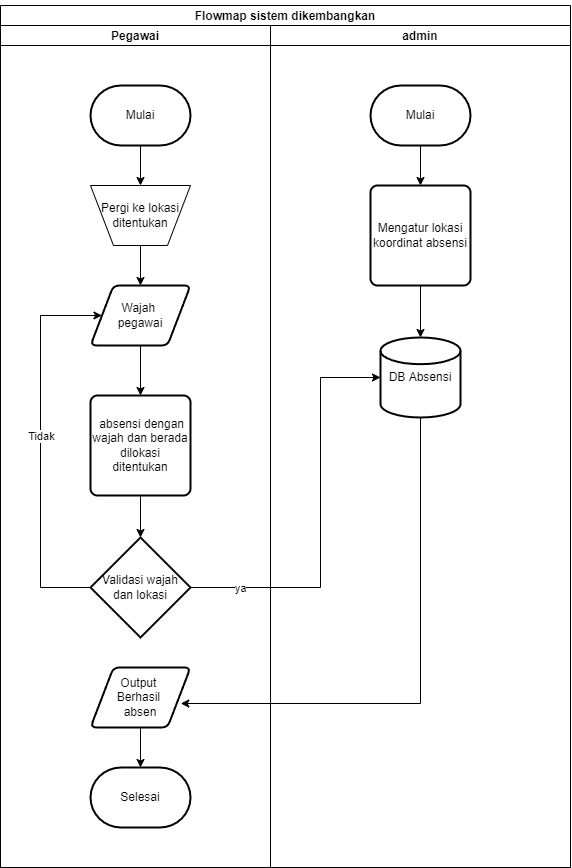 Flowmap sistem dikembangkan
Pegawai
admin
Mulai
Mulai
Pergi ke lokasi
ditentukan
Mengatur lokasi
koordinat absensi
Wajah
pegawai
DB Absensi
absensi dengan
wajah dan berada
dilokasi
ditentukan
Tidak
Validasi wajah
dan lokasi
ya
Output
Berhasil
absen
Selesai